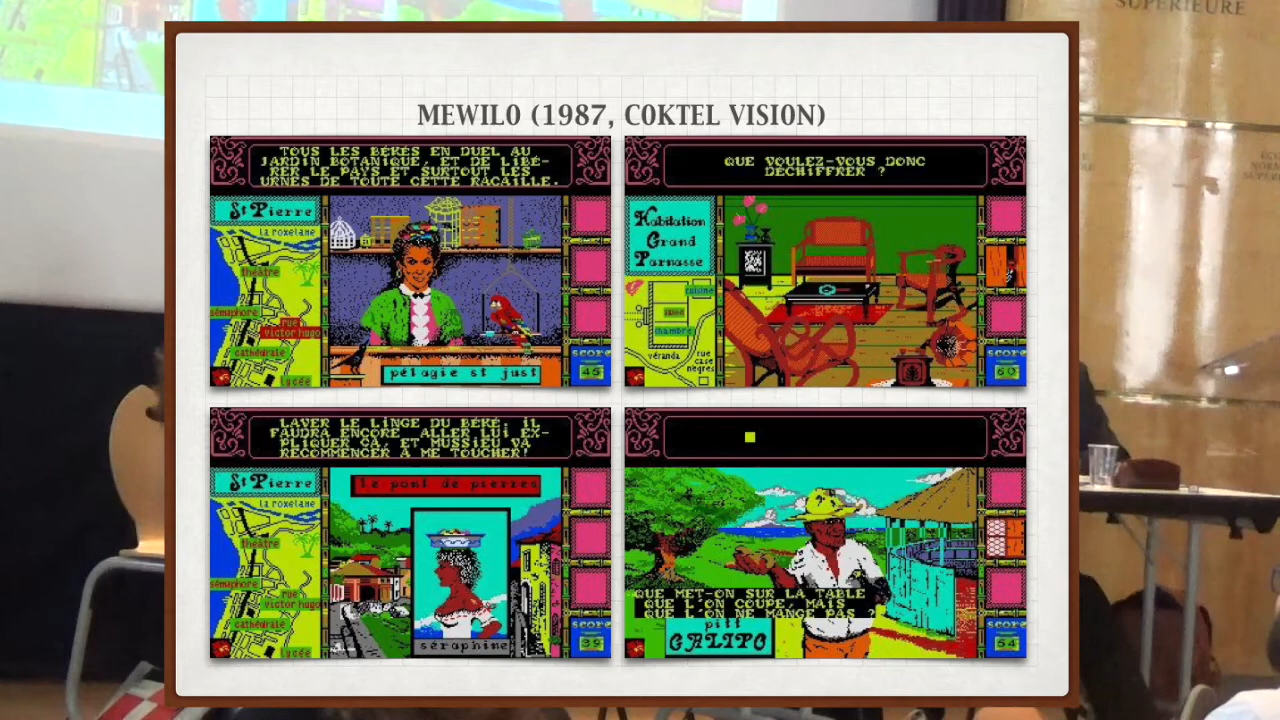 SUPÉRIEURE
MEWILO (1987, COKTEL VISION)
TOUS LES BÉKÉS EN DUEL AU
JARDIN BOTANIQUE, ET DE LIBÉ-
RER LE PAYS ET SURTOUT LES
URNES DE TOUTE CETTE RACAILLE.
St Pierre
la roxelane
théâtre
sémaphore
rue
victor hugo
cathédrale
lycée
pélagie st just
score
45
QUE VOULEZ-VOUS DONC
DÉCHIFFRER ?
Habitation
Grand
Parnasse
cuisine
chambre
véranda
rue
case
nègres
score
60
LAVER LE LINGE DU BÉKÉ, IL
FAUDRA ENCORE ALLER LUI EX-
PLIQUER ÇA, ET MUSSIEU VA
RECOMMENCER À ME TOUCHER!
St Pierre
la roxelane
théâtre
sémaphore
rue
victor hugo
cathédrale
lycée
le pont de pierres
séraphine
score
39
QUE MET-ON SUR LA TABLE
QUE L'ON COUPE, MAIS
QUE L'ON NE MANGE PAS ?
pitt
GALIPO
score
54